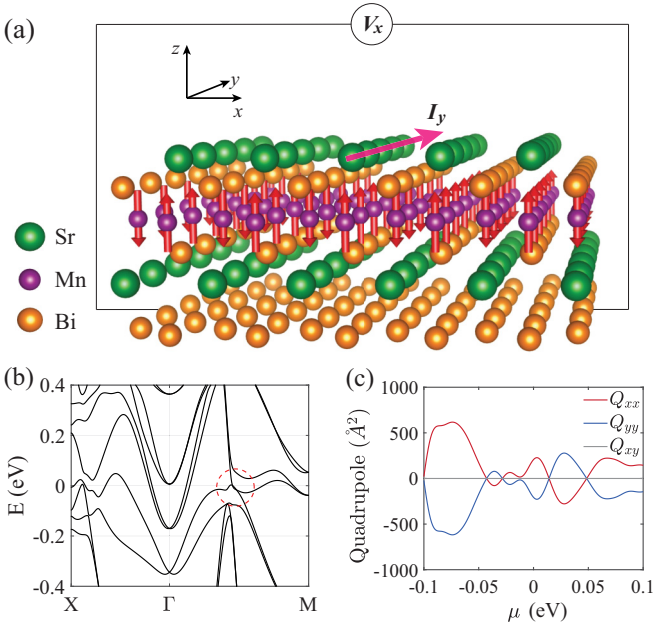 (a)
Vₓ
z
y
x
I_y
Sr
Mn
Bi
(b)
0.4
0.2
0
-0.2
-0.4
E (eV)
X
Γ
M
(c)
1000
500
0
-500
-1000
Quadrupole (Å²)
Q_xx
Q_yy
Q_xy
-0.1
-0.05
0
0.05
0.1
μ (eV)